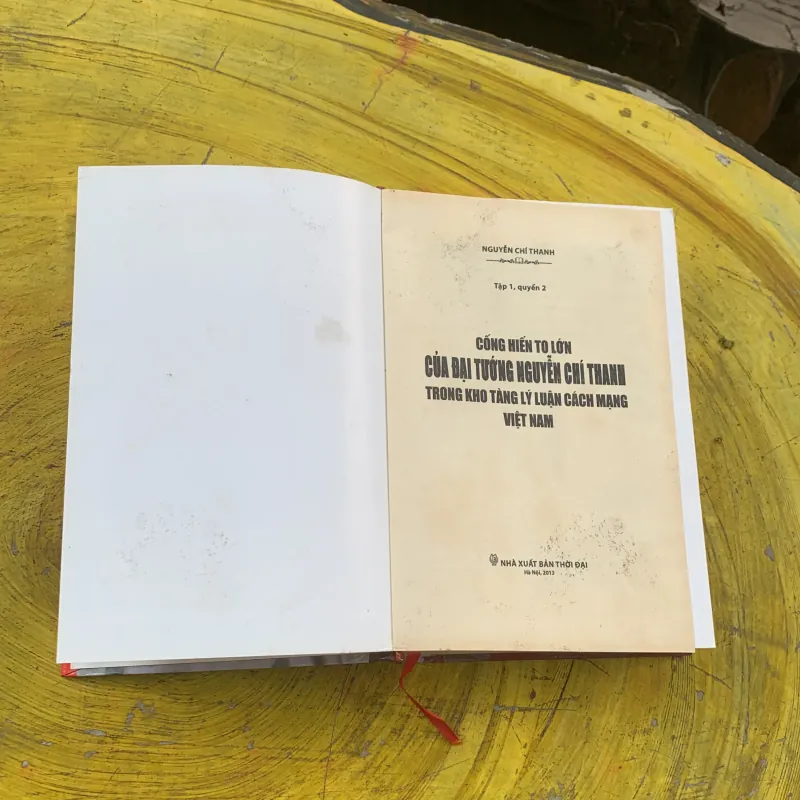 NGUYỄN CHÍ THANH
Tập 1, quyển 2
CỐNG HIẾN TO LỚN
CỦA ĐẠI TƯỚNG NGUYỄN CHÍ THANH
TRONG KHO TÀNG LÝ LUẬN CÁCH MẠNG
VIỆT NAM
NHÀ XUẤT BẢN THỜI ĐẠI
Hà Nội, 2013